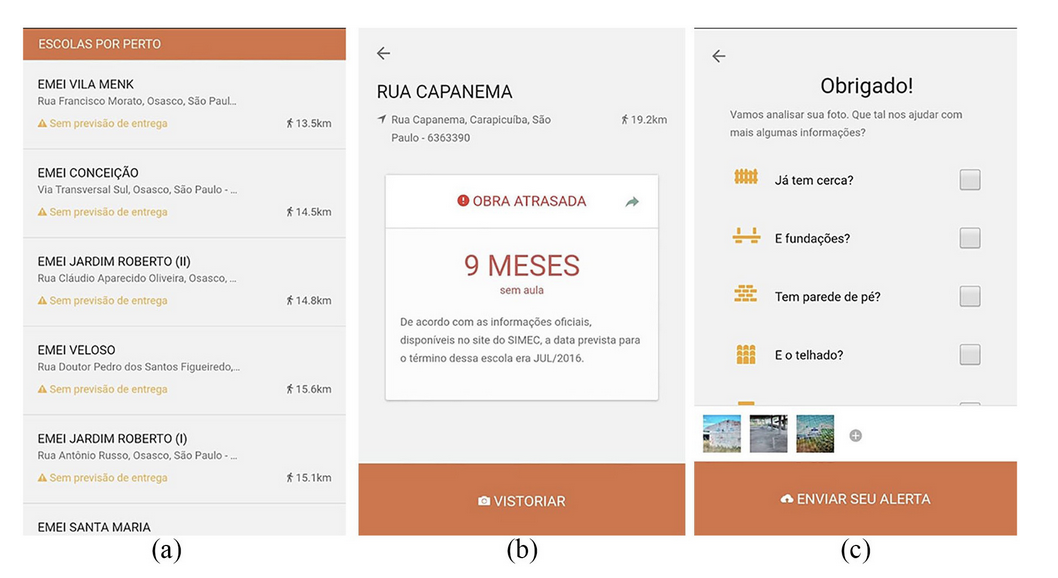 ESCOLAS POR PERTO
EMEI VILA MENK
Rua Francisco Morato, Osasco, São Paul...
Sem previsão de entrega 13.5km
EMEI CONCEIÇÃO
Via Transversal Sul, Osasco, São Paulo - ...
Sem previsão de entrega 14.5km
EMEI JARDIM ROBERTO (II)
Rua Cláudio Aparecido Oliveira, Osasco, ...
Sem previsão de entrega 14.8km
EMEI VELOSO
Rua Doutor Pedro dos Santos Figueiredo,...
Sem previsão de entrega 15.6km
EMEI JARDIM ROBERTO (I)
Rua Antônio Russo, Osasco, São Paulo - ...
Sem previsão de entrega 15.1km
EMEI SANTA MARIA
(a)
RUA CAPANEMA
Rua Capanema, Carapicuíba, São 19.2km
Paulo - 6363390
OBRA ATRASADA
9 MESES
sem aula
De acordo com as informações oficiais,
disponíveis no site do SIMEC, a data prevista para
o término dessa escola era JUL/2016.
VISTORIAR
(b)
Obrigado!
Vamos analisar sua foto. Que tal nos ajudar com
mais algumas informações?
Já tem cerca?
E fundações?
Tem parede de pé?
E o telhado?
ENVIAR SEU ALERTA
(c)